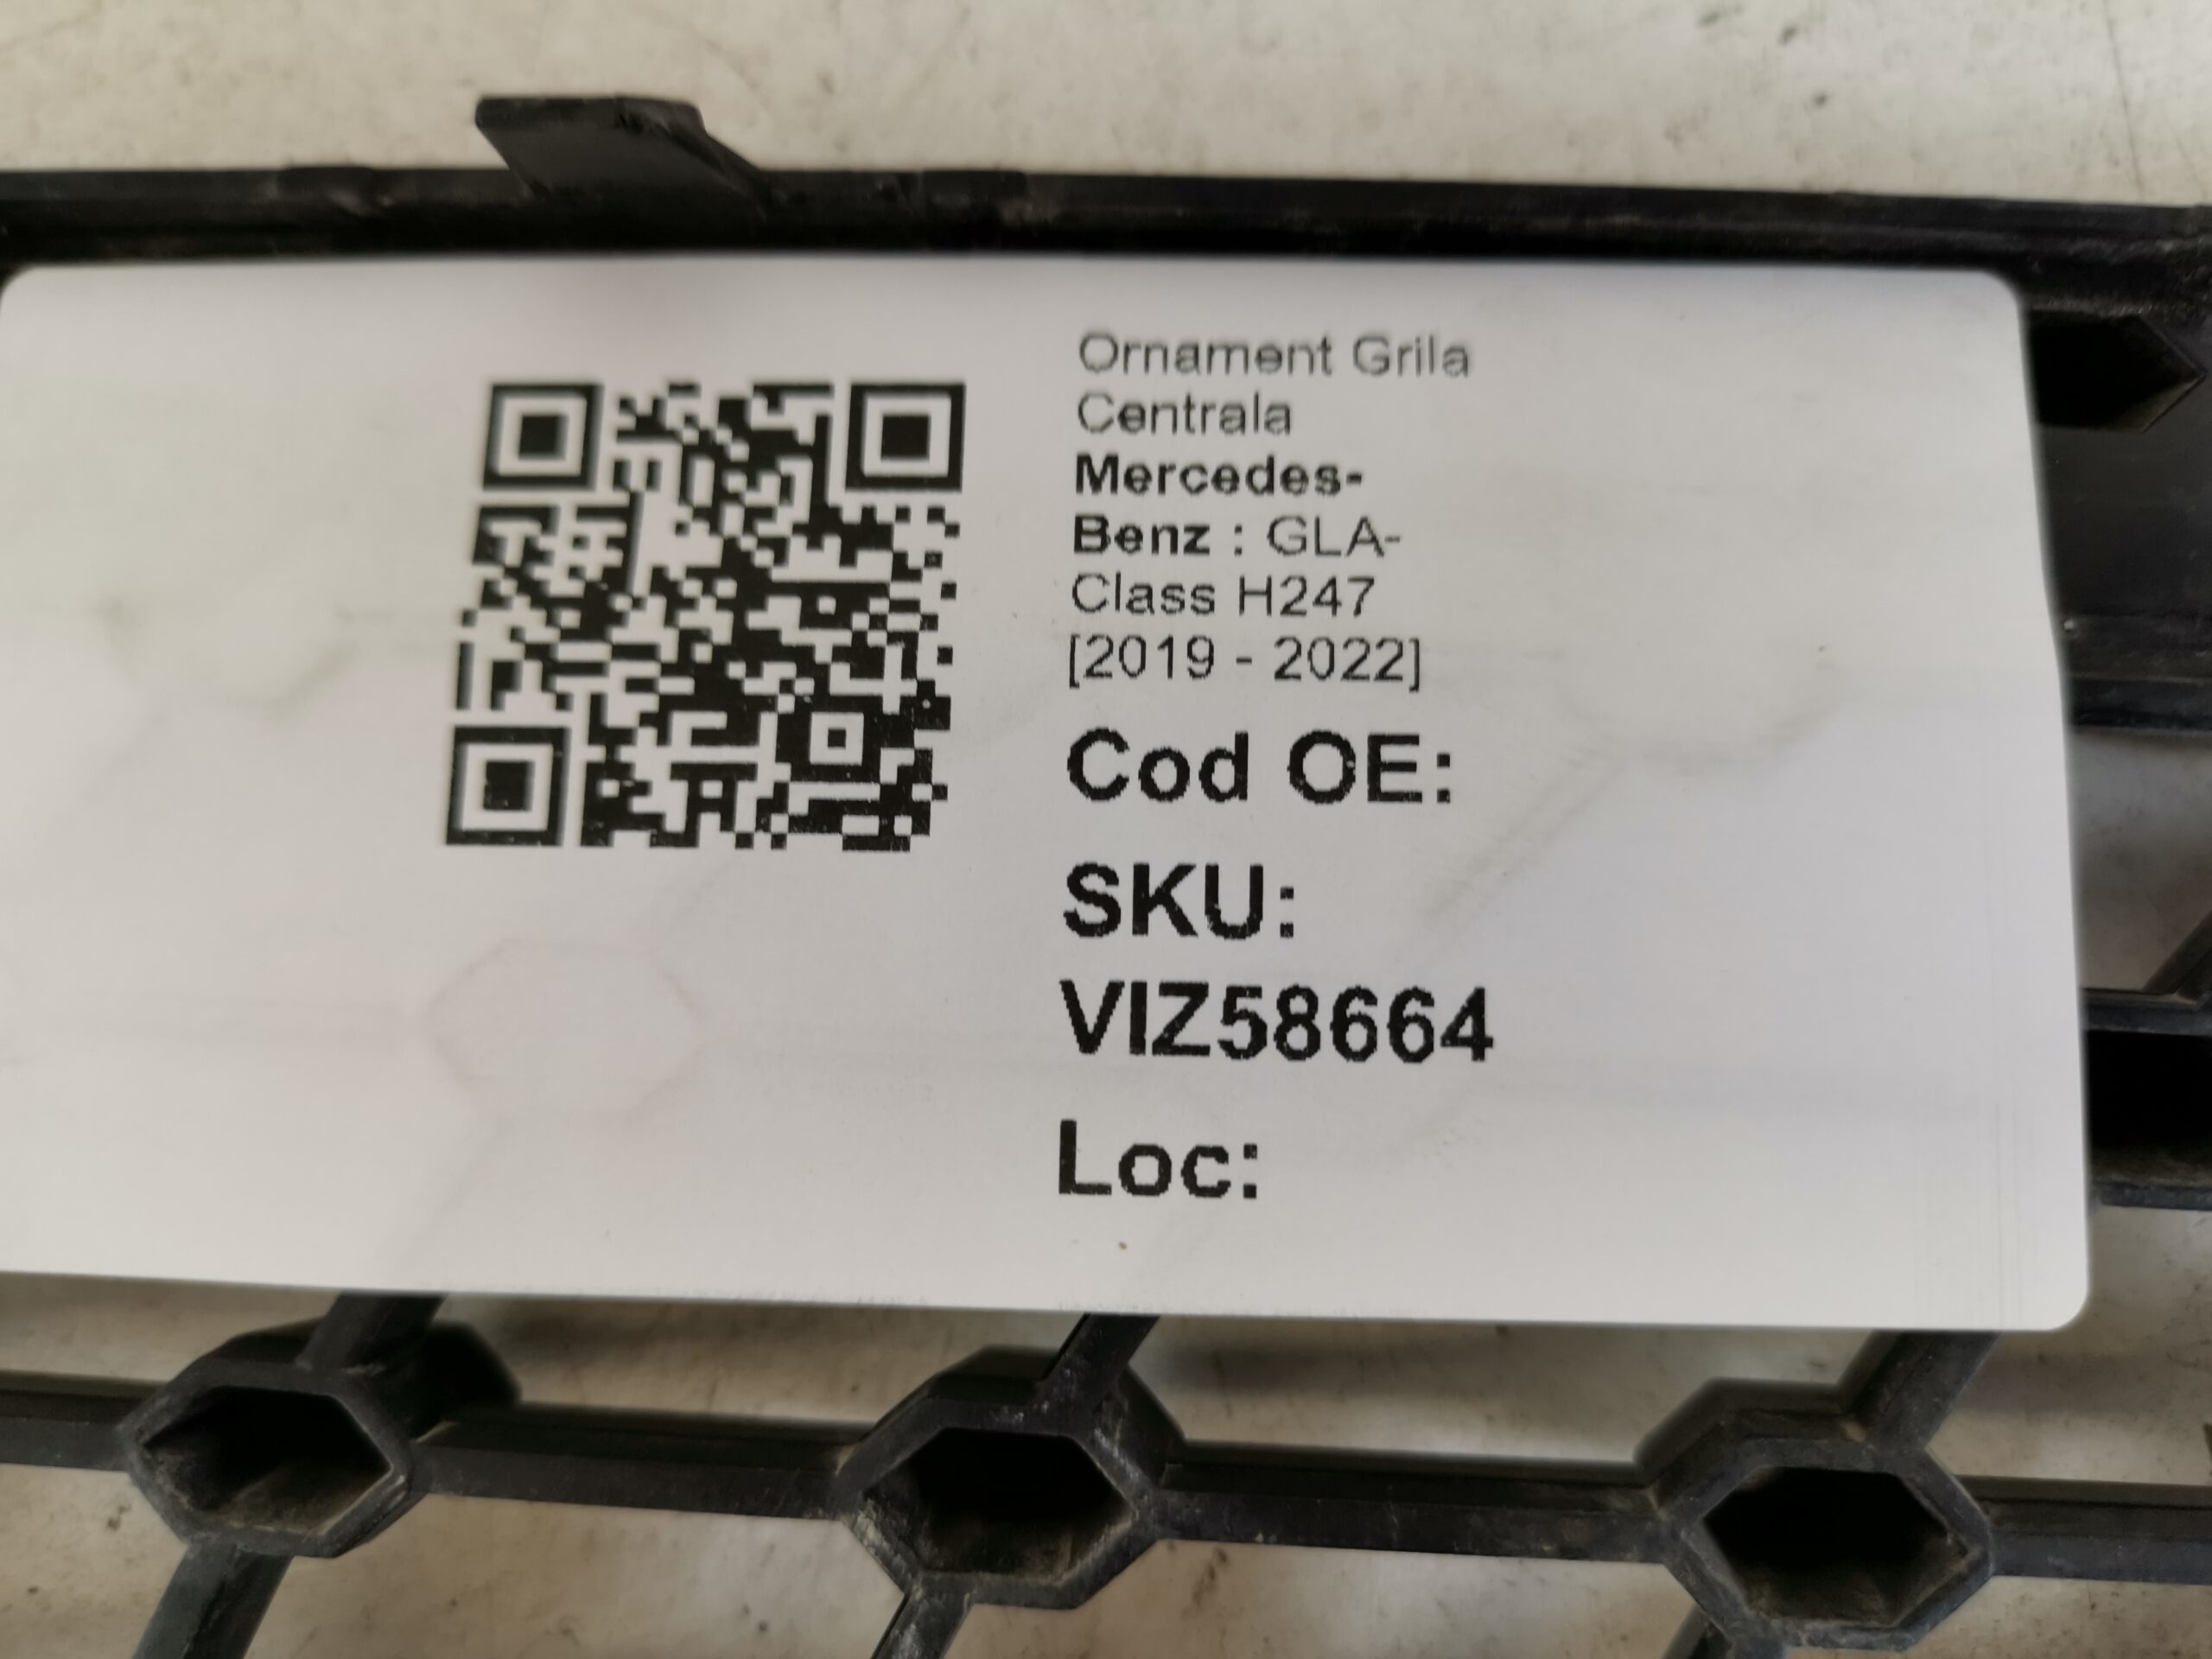 Ornament Grila
Centrala
Mercedes-
Benz : GLA-
Class H247
[2019 - 2022]
Cod OE:
SKU:
VIZ58664
Loc: